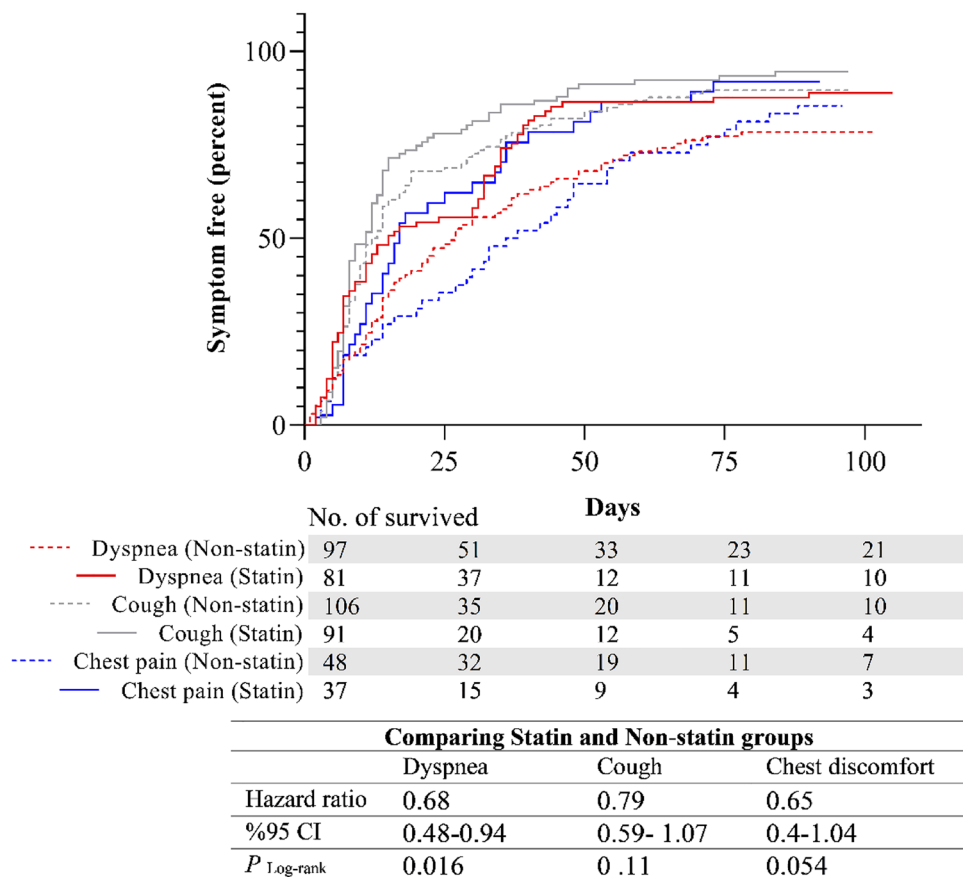 100
50
0
Symptom free (percent)
0 25 50 75 100
Days
No. of survived
Dyspnea (Non-statin) 97 51 33 23 21
Dyspnea (Statin) 81 37 12 11 10
Cough (Non-statin) 106 35 20 11 10
Cough (Statin) 91 20 12 5 4
Chest pain (Non-statin) 48 32 19 11 7
Chest pain (Statin) 37 15 9 4 3
Comparing Statin and Non-statin groups
Dyspnea Cough Chest discomfort
Hazard ratio 0.68 0.79 0.65
%95 CI 0.48-0.94 0.59- 1.07 0.4-1.04
P Log-rank 0.016 0 .11 0.054